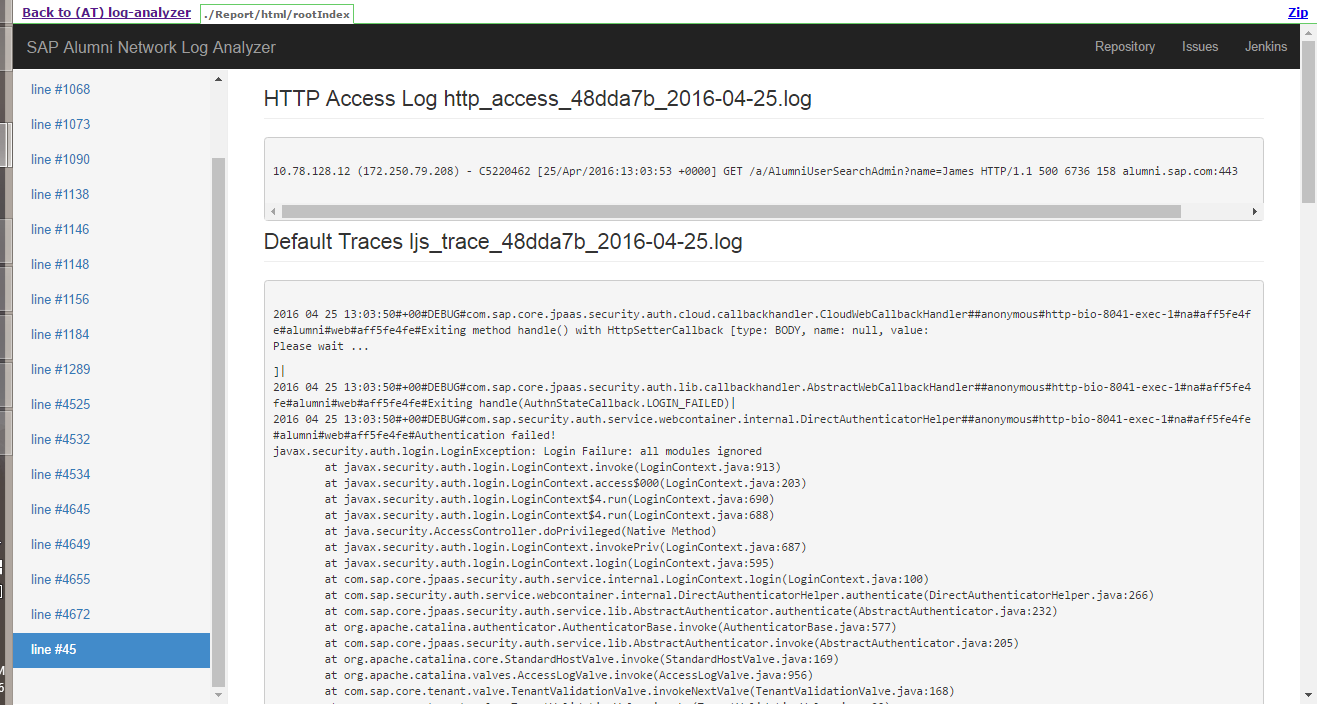 Back to (AT) log-analyzer
./Report/html/rootIndex
Zip
SAP Alumni Network Log Analyzer
Repository
Issues
Jenkins
line #1068
line #1073
line #1090
line #1138
line #1146
line #1148
line #1156
line #1184
line #1289
line #4525
line #4532
line #4534
line #4645
line #4649
line #4655
line #4672
line #45
HTTP Access Log http_access_48dda7b_2016-04-25.log
10.78.128.12 (172.250.79.208) - C5220462 [25/Apr/2016:13:03:53 +0000] GET /a/AlumniUserSearchAdmin?name=James HTTP/1.1 500 6736 158 alumni.sap.com:443
Default Traces ljs_trace_48dda7b_2016-04-25.log
2016 04 25 13:03:50#+00#DEBUG#com.sap.core.jpaas.security.auth.cloud.callbackhandler.CloudWebCallbackHandler##anonymous#http-bio-8041-exec-1#na#aff5fe4f
e#alumni#web#aff5fe4fe#Exiting method handle() with HttpSetterCallback [type: BODY, name: null, value:
Please wait ...
]|
2016 04 25 13:03:50#+00#DEBUG#com.sap.core.jpaas.security.auth.lib.callbackhandler.AbstractWebCallbackHandler##anonymous#http-bio-8041-exec-1#na#aff5fe4
fe#alumni#web#aff5fe4fe#Exiting handle(AuthnStateCallback.LOGIN_FAILED)|
2016 04 25 13:03:50#+00#DEBUG#com.sap.security.auth.service.webcontainer.internal.DirectAuthenticatorHelper##anonymous#http-bio-8041-exec-1#na#aff5fe4fe
#alumni#web#aff5fe4fe#Authentication failed!
javax.security.auth.login.LoginException: Login Failure: all modules ignored
at javax.security.auth.login.LoginContext.invoke(LoginContext.java:913)
at javax.security.auth.login.LoginContext.access$000(LoginContext.java:203)
at javax.security.auth.login.LoginContext$4.run(LoginContext.java:690)
at javax.security.auth.login.LoginContext$4.run(LoginContext.java:688)
at java.security.AccessController.doPrivileged(Native Method)
at javax.security.auth.login.LoginContext.invokePriv(LoginContext.java:687)
at javax.security.auth.login.LoginContext.login(LoginContext.java:595)
at com.sap.core.jpaas.security.auth.service.internal.LoginContext.login(LoginContext.java:100)
at com.sap.security.auth.service.webcontainer.internal.DirectAuthenticatorHelper.authenticate(DirectAuthenticatorHelper.java:266)
at com.sap.core.jpaas.security.auth.service.lib.AbstractAuthenticator.authenticate(AbstractAuthenticator.java:232)
at org.apache.catalina.authenticator.AuthenticatorBase.invoke(AuthenticatorBase.java:577)
at com.sap.core.jpaas.security.auth.service.lib.AbstractAuthenticator.invoke(AbstractAuthenticator.java:205)
at org.apache.catalina.core.StandardHostValve.invoke(StandardHostValve.java:169)
at org.apache.catalina.valves.AccessLogValve.invoke(AccessLogValve.java:956)
at com.sap.core.tenant.valve.TenantValidationValve.invokeNextValve(TenantValidationValve.java:168)